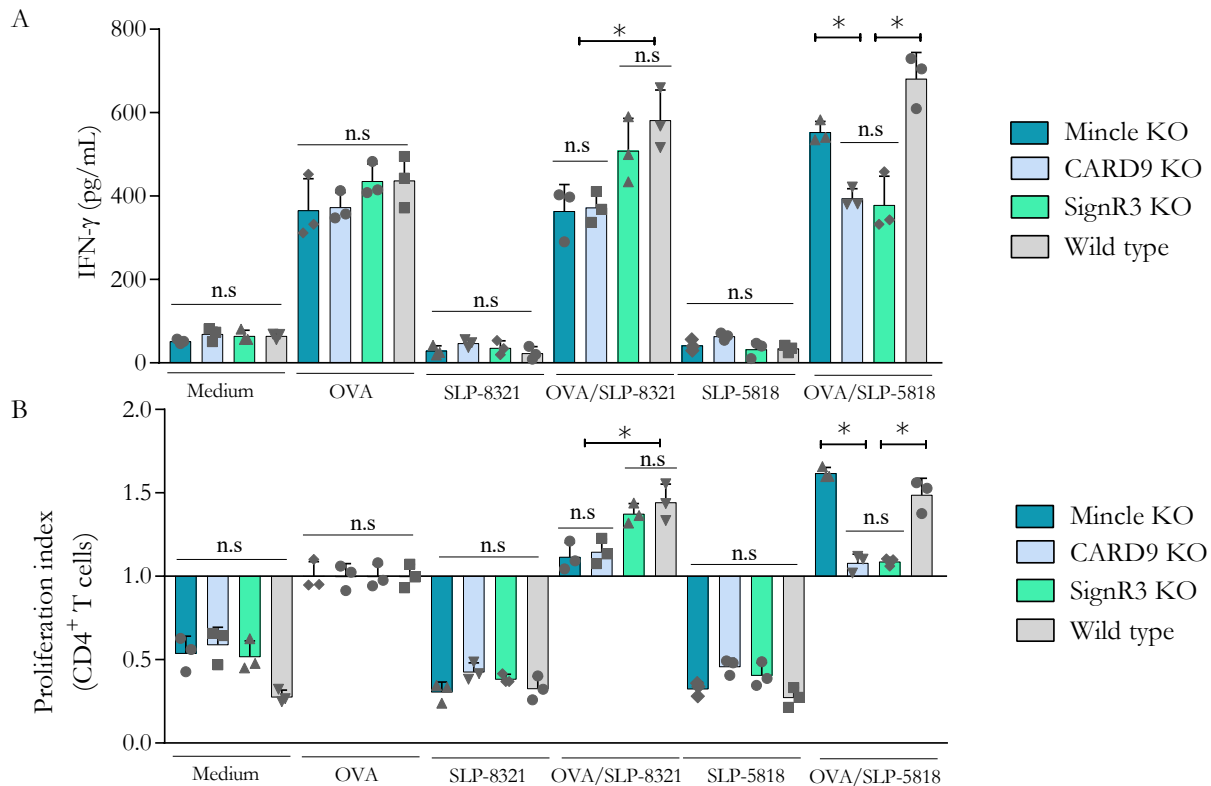 A
IFN-γ (pg/mL)
800
600
400
200
0
n.s
n.s
n.s
n.s
*
n.s
n.s
*
*
n.s
Medium
OVA
SLP-8321
OVA/SLP-8321
SLP-5818
OVA/SLP-5818
Mincle KO
CARD9 KO
SignR3 KO
Wild type
B
Proliferation index
(CD4⁺ T cells)
2.0
1.5
1.0
0.5
0.0
n.s
n.s
n.s
n.s
*
n.s
n.s
*
*
n.s
Medium
OVA
SLP-8321
OVA/SLP-8321
SLP-5818
OVA/SLP-5818
Mincle KO
CARD9 KO
SignR3 KO
Wild type